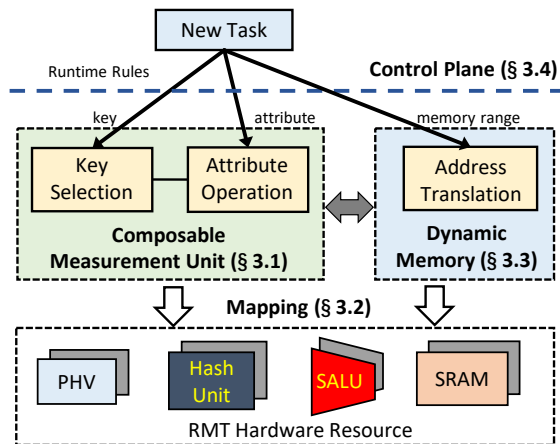 New Task
Runtime Rules
Control Plane (§ 3.4)
key
attribute
memory range
Key
Selection
Attribute
Operation
Address
Translation
Composable
Measurement Unit (§ 3.1)
Dynamic
Memory (§ 3.3)
Mapping (§ 3.2)
PHV
Hash
Unit
SALU
SRAM
RMT Hardware Resource